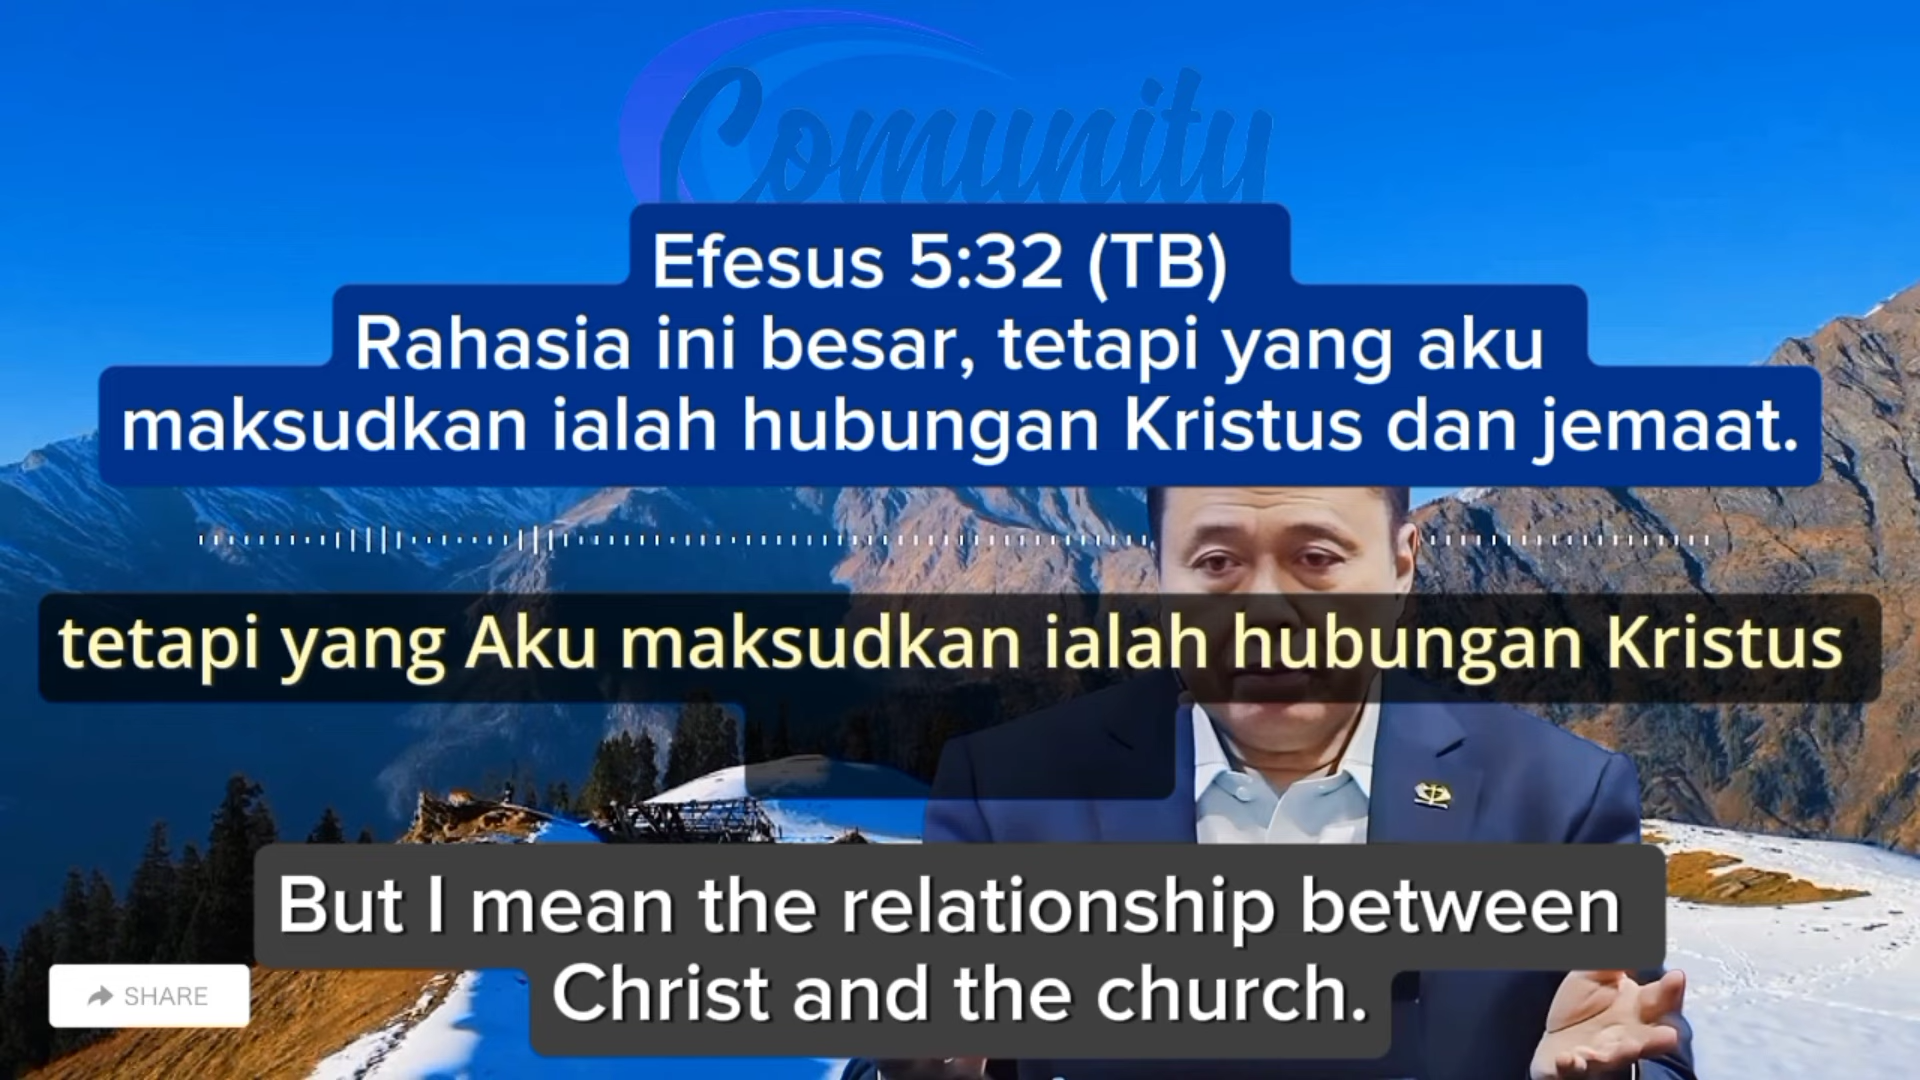 Comunity
Efesus 5:32 (TB)
Rahasia ini besar, tetapi yang aku
maksudkan ialah hubungan Kristus dan jemaat.
tetapi yang Aku maksudkan ialah hubungan Kristus
But I mean the relationship between
Christ and the church.
SHARE